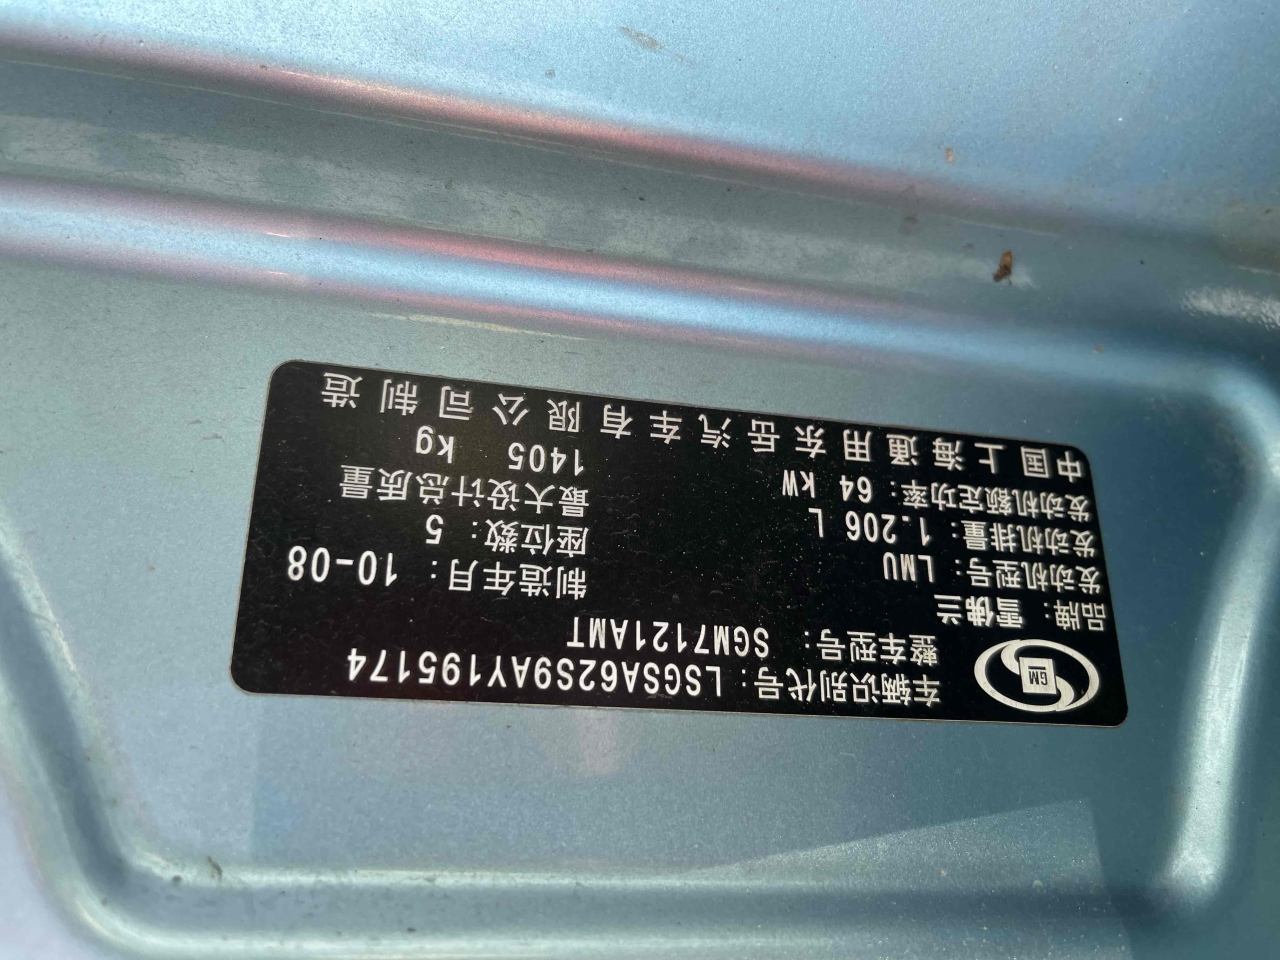 GM
车辆识别代号: LSGSA62S9AY195174
整车型号: SGM7121AMT
品牌: 雪佛兰
制造年月: 10-08
发动机型号: LMU
座位数: 5
发动机排量: 1.206 L
最大设计总质量
发动机额定功率: 64 kW
1405 kg
中国上海通用东岳汽车有限公司制造